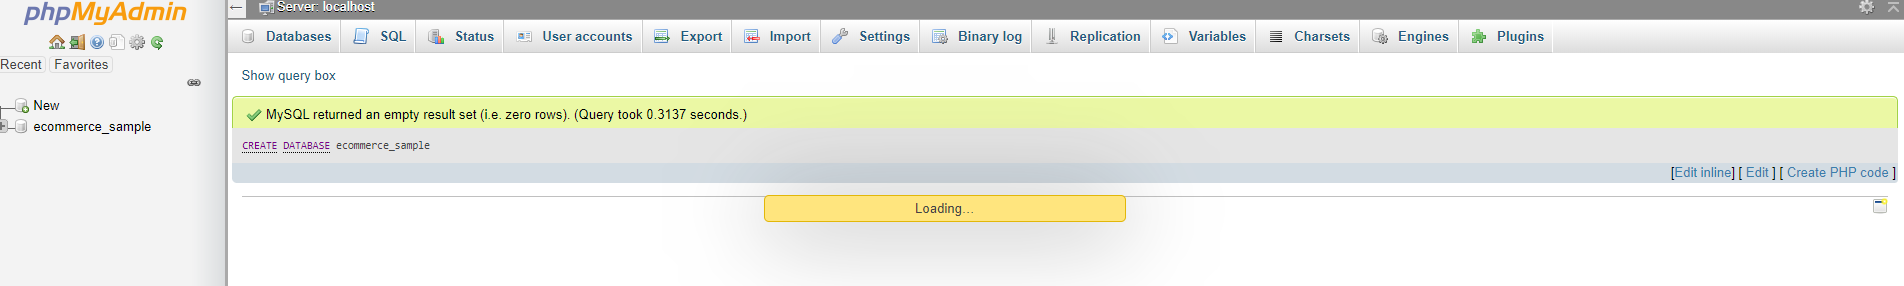 phpMyAdmin
Server: localhost
Recent Favorites
Databases SQL Status User accounts Export Import Settings Binary log Replication Variables Charsets Engines Plugins
Show query box
New
ecommerce_sample
MySQL returned an empty result set (i.e. zero rows). (Query took 0.3137 seconds.)
CREATE DATABASE ecommerce_sample
[Edit inline] [ Edit ] [ Create PHP code ]
Loading...